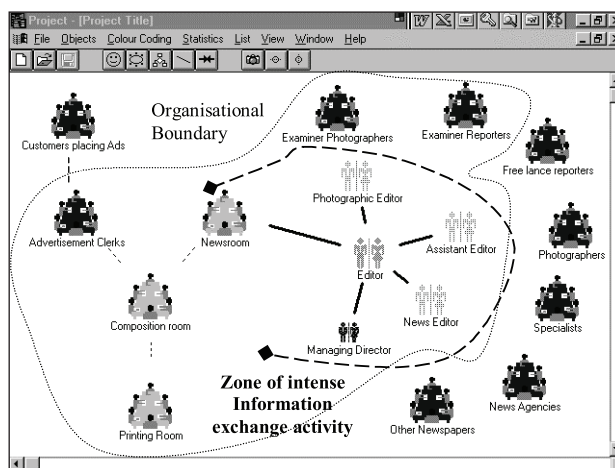 Project - [Project Title]
File Objects Colour Coding Statistics List View Window Help
Organisational
Boundary
Customers placing Ads
Examiner Photographers
Examiner Reporters
Free lance reporters
Photographic Editor
Advertisement Clerks
Newsroom
Assistant Editor
Editor
Photographers
Composition room
News Editor
Specialists
Managing Director
Zone of intense
Information
exchange activity
Printing Room
Other Newspapers
News Agencies